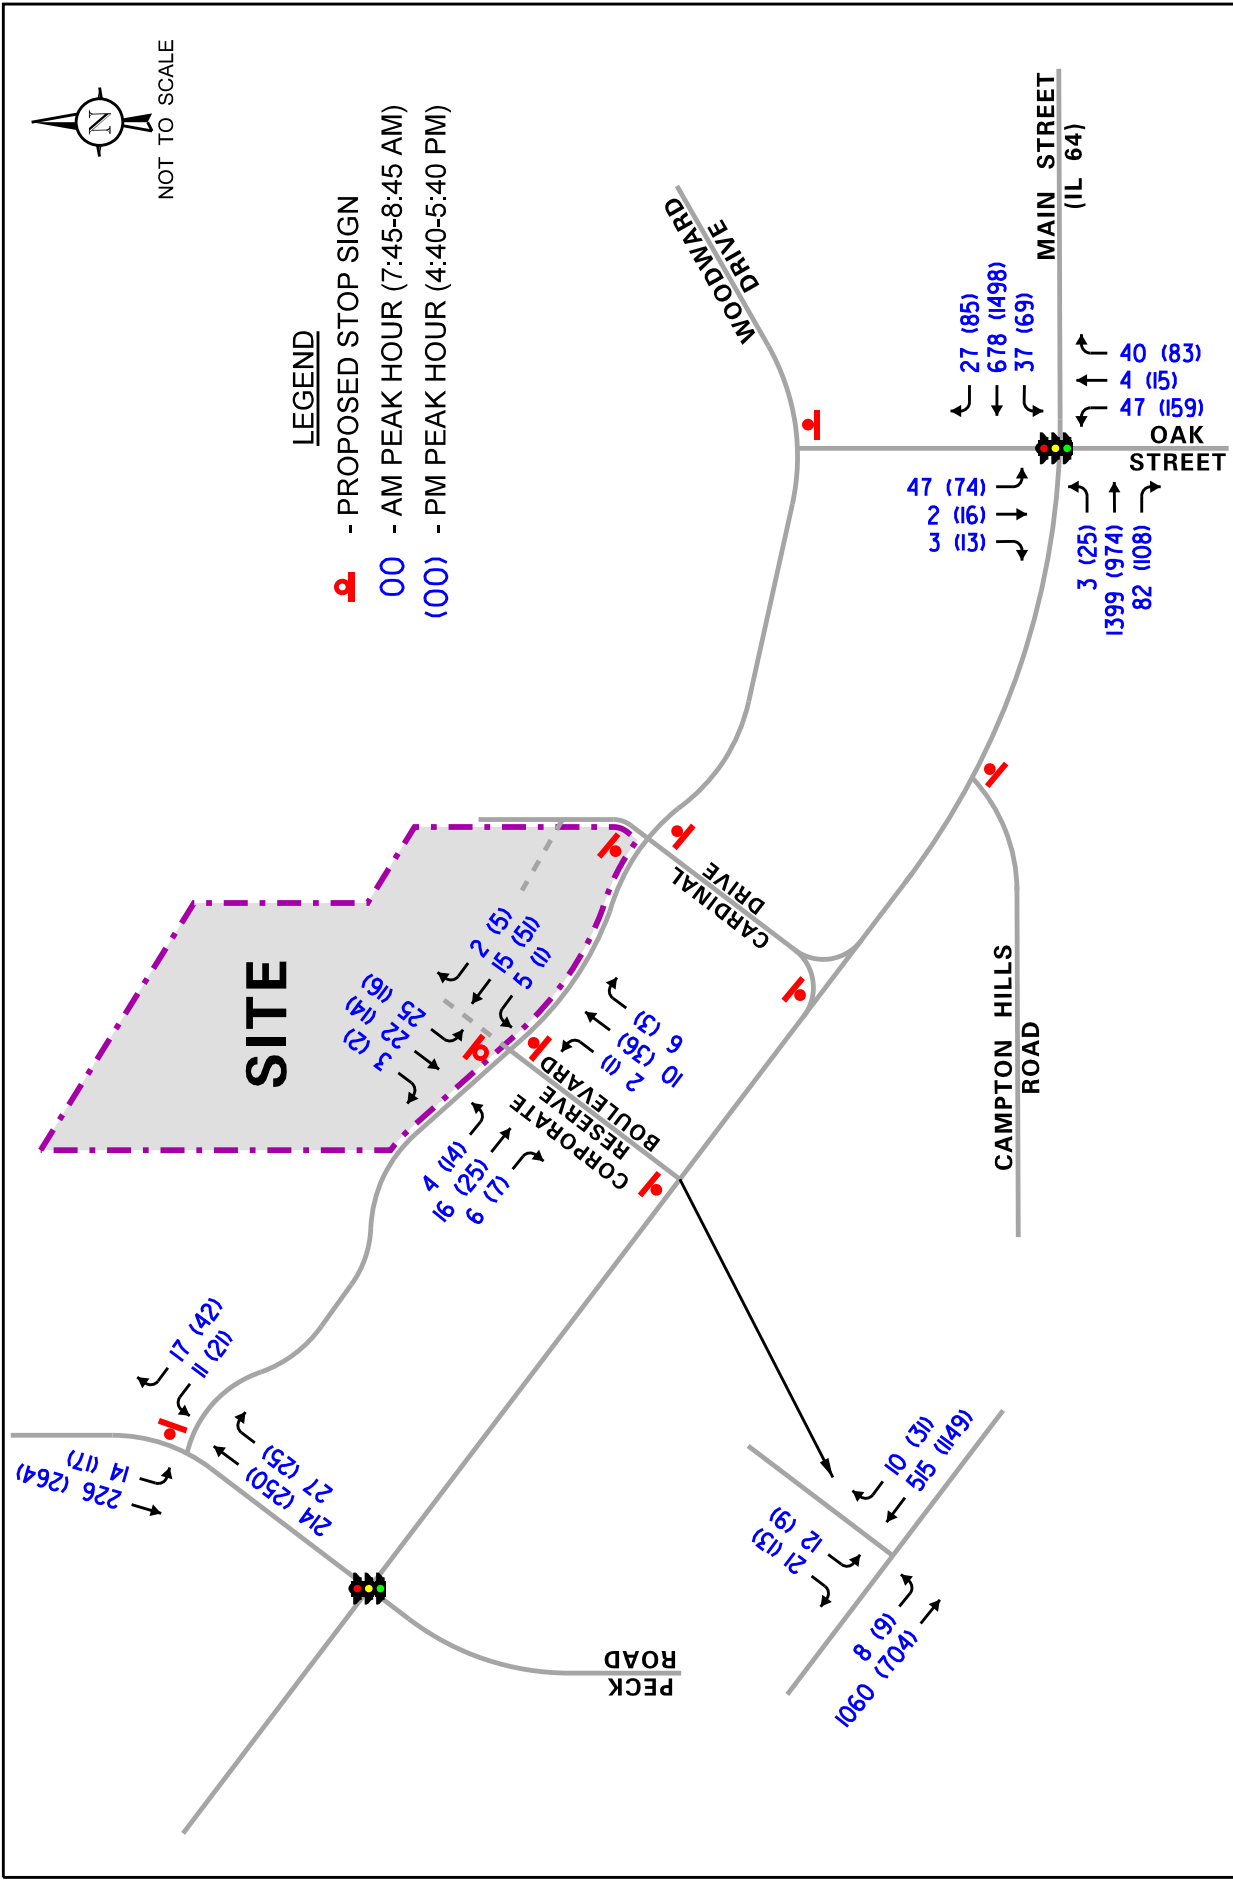 N
NOT TO SCALE
LEGEND
- PROPOSED STOP SIGN
00 - AM PEAK HOUR (7:45-8:45 AM)
(00) - PM PEAK HOUR (4:40-5:40 PM)
SITE
WOODWARD
DRIVE
MAIN STREET
(IL 64)
27 (85)
678 (1498)
37 (69)
40 (83)
4 (15)
47 (159)
OAK
STREET
47 (74)
2 (16)
3 (13)
3 (25)
1399 (974)
82 (108)
CARDINAL
DRIVE
CAMPTON HILLS
ROAD
2 (5)
15 (51)
5 (1)
3 (2)
22 (14)
25 (16)
2 (1)
10 (36)
6 (3)
4 (14)
16 (25)
6 (7)
CORPORATE
RESERVE
BOULEVARD
17 (42)
11 (21)
226 (264)
14 (17)
214 (250)
27 (25)
PECK
ROAD
21 (13)
12 (9)
10 (31)
515 (1149)
8 (9)
1060 (704)